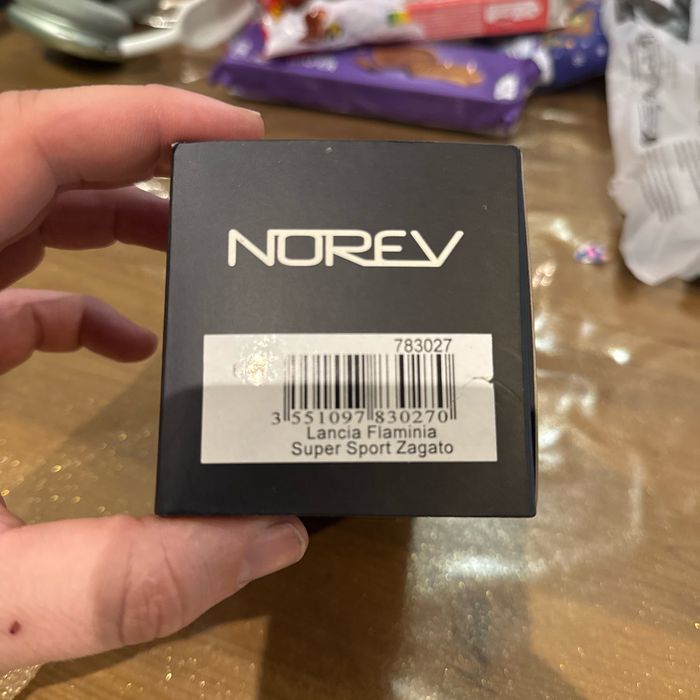 NOREV
783027
3 551097 830270
Lancia Flaminia
Super Sport Zagato